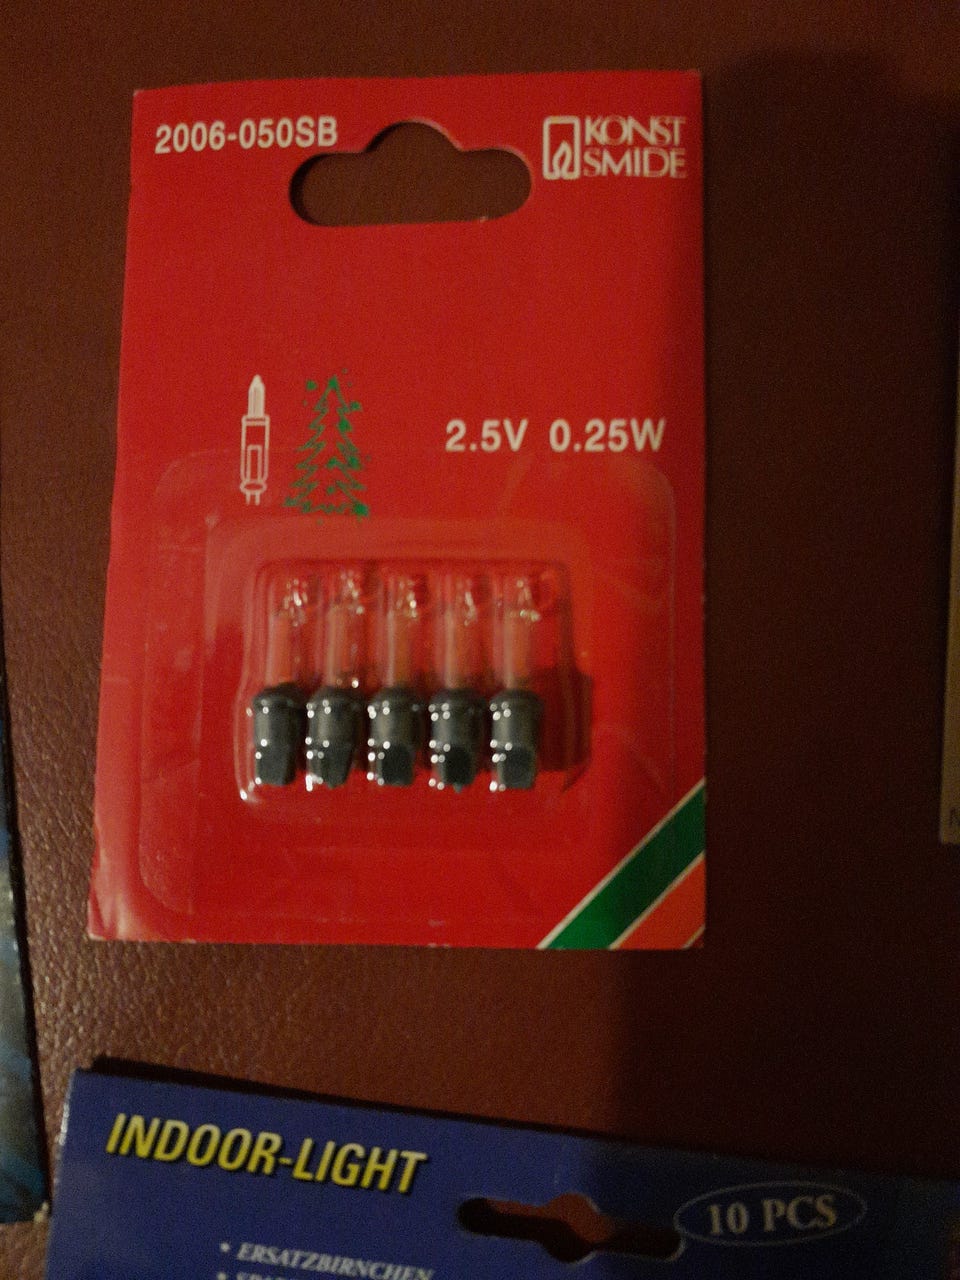 2006-050SB
KONST
SMIDE
2.5V 0.25W
INDOOR-LIGHT
10 PCS
• ERSATZBIRNCHEN